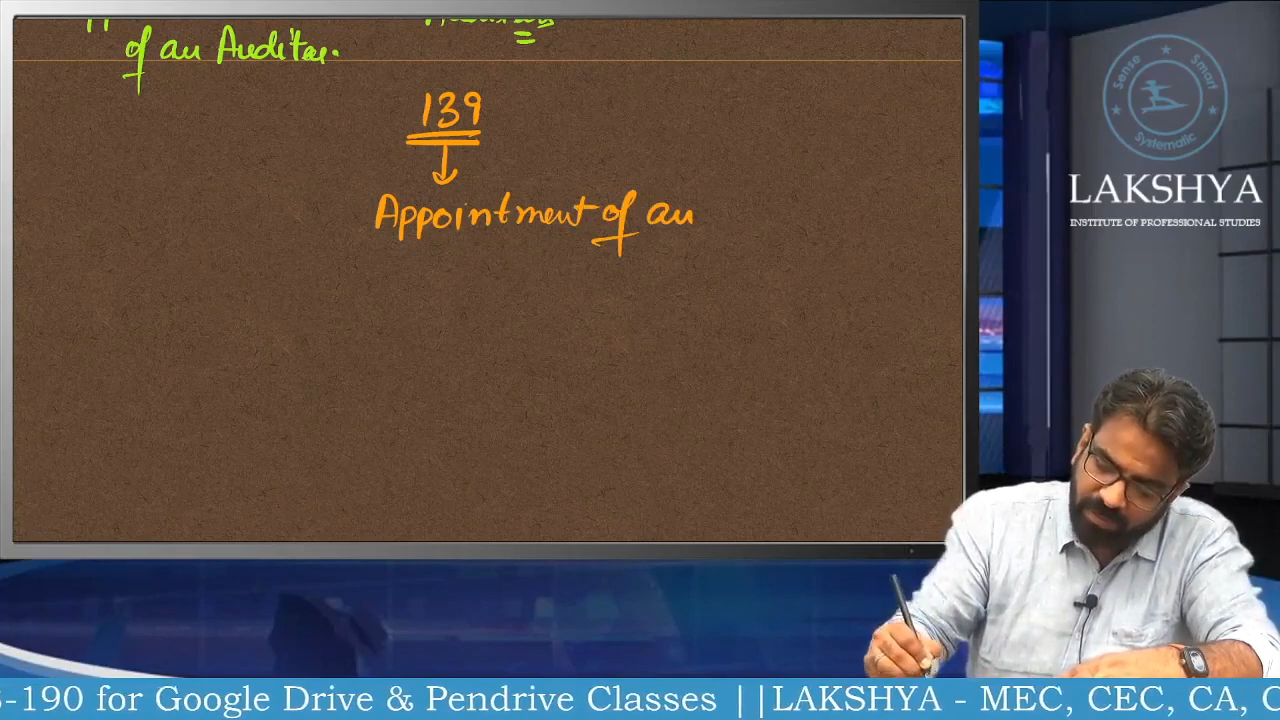 of an Auditor.
139
Appointment of an
Sense Smart
Systematic
LAKSHYA
INSTITUTE OF PROFESSIONAL STUDIES
-190 for Google Drive & Pendrive Classes ||LAKSHYA - MEC, CEC, CA, C